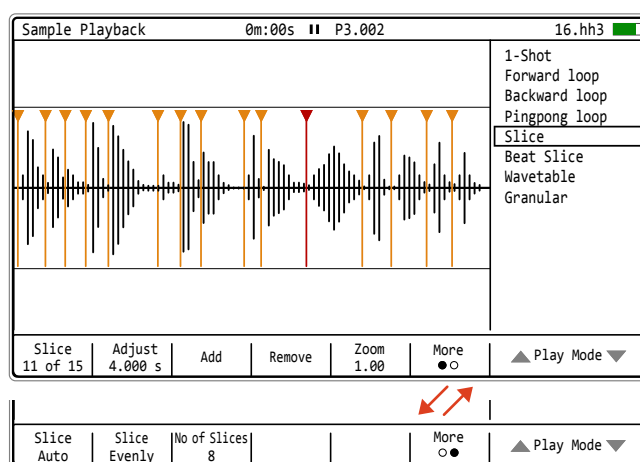 Sample Playback 0m:00s P3.002 16.hh3
1-Shot
Forward loop
Backward loop
Pingpong loop
Slice
Beat Slice
Wavetable
Granular
Slice Adjust Add Remove Zoom More Play Mode
11 of 15 4.000 s 1.00
Slice Slice No of Slices More Play Mode
Auto Evenly 8